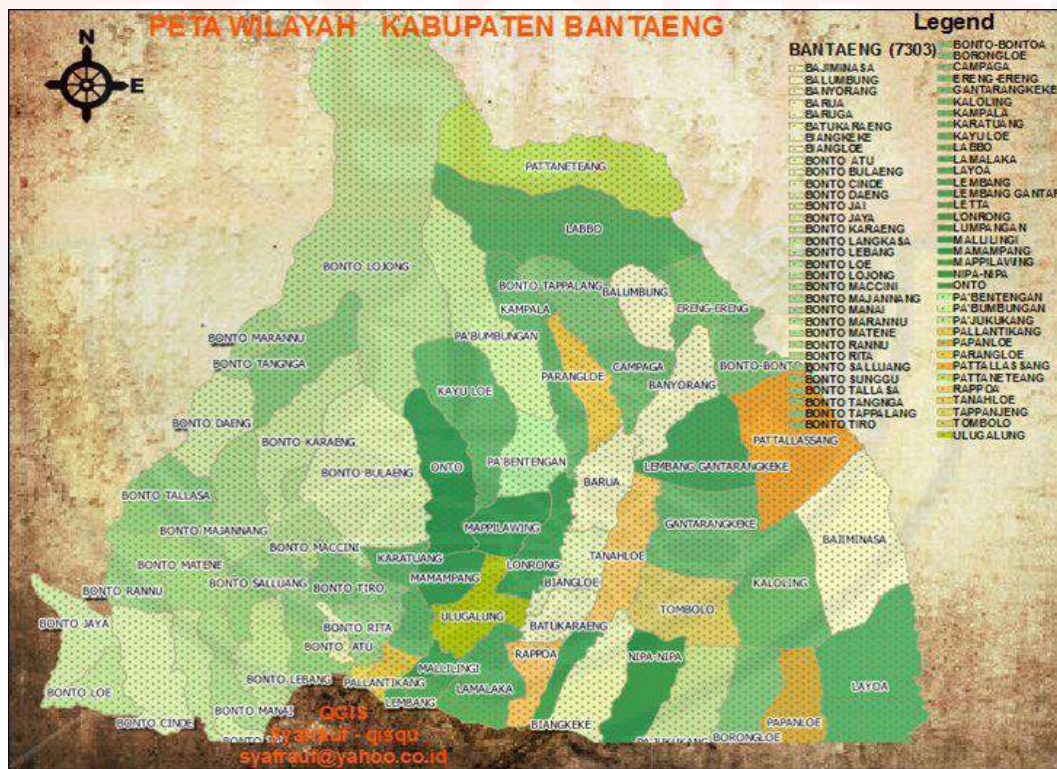 PETA WILAYAH KABUPATEN BANTAENG
N
E
Legend
BANTAENG (7303)
BAJIMINASA
BALUMBUNG
BANYORANG
BARUA
BARUGA
BATUKARAENG
BIANGKEKE
BIANGLOE
BONTO ATU
BONTO BULAENG
BONTO CINDE
BONTO DAENG
BONTO JAI
BONTO JAYA
BONTO KARAENG
BONTO LANGKASA
BONTO LEBANG
BONTO LOE
BONTO LOJONG
BONTO MACCINI
BONTO MAJANNANG
BONTO MANAI
BONTO MARANNU
BONTO MATENE
BONTO RANNU
BONTO RITA
BONTO SALLUANG
BONTO SUNGGU
BONTO TALLASA
BONTO TANGNGA
BONTO TAPPALANG
BONTO TIRO
BONTO-BONTOA
BORONGLOE
CAMPAGA
ERENG-ERENG
GANTARANGKEKE
KALOLING
KAMPALA
KARATUANG
KAYU LOE
LABBO
LAMALAKA
LAYOA
LEMBANG
LEMBANG GANTAR
LETTA
LONRONG
LUMPANGAN
MALLILINGI
MAMAMPANG
MAPPILAWING
NIPA-NIPA
ONTO
PA'BENTENGAN
PA'BUMBUNGAN
PA'JUKUKANG
PALLANTIKANG
PAPANLOE
PARANGLOE
PATTALLASSANG
PATTANETEANG
RAPPOA
TANAHLOE
TAPPANJENG
TOMBOLO
ULUGALUNG
PATTANETEANG
LABBO
BONTO LOJONG
BONTO TAPPALANG
BALUMBUNG
KAMPALA
ERENG-ERENG
BONTO MARANNU
PA'BUMBUNGAN
BONTO TANGNGA
CAMPAGA
BONTO-BONTO
PARANGLOE
BANYORANG
KAYU LOE
BONTO DAENG
BONTO KARAENG
PATTALLASSANG
PA'BENTENGAN
ONTO
BONTO BULAENG
LEMBANG GANTARANGKEKE
BARUA
BONTO TALLASA
GANTARANGKEKE
MAPPILAWING
BONTO MAJANNANG
BAJIMINASA
BONTO MACCINI
TANAHLOE
KARATUANG
BONTO MATENE
LONRONG
MAMAMPANG
BONTO SALLUANG
BIANGLOE
KALOLING
BONTO TIRO
BONTO RANNU
TOMBOLO
ULUGALUNG
BONTO JAYA
BATUKARAENG
BONTO RITA
BONTO ATU
RAPPOA
NIPA-NIPA
MALLILINGI
BONTO LEBANG
PALLANTIKANG
LAYOA
LAMALAKA
BONTO LOE
LEMBANG
BONTO MANAI
BONTO CINDE
BIANGKEKE
PAPANLOE
BORONGLOE
PA'JUKUKANG
QGIS
syafrauf@yahoo.co.id